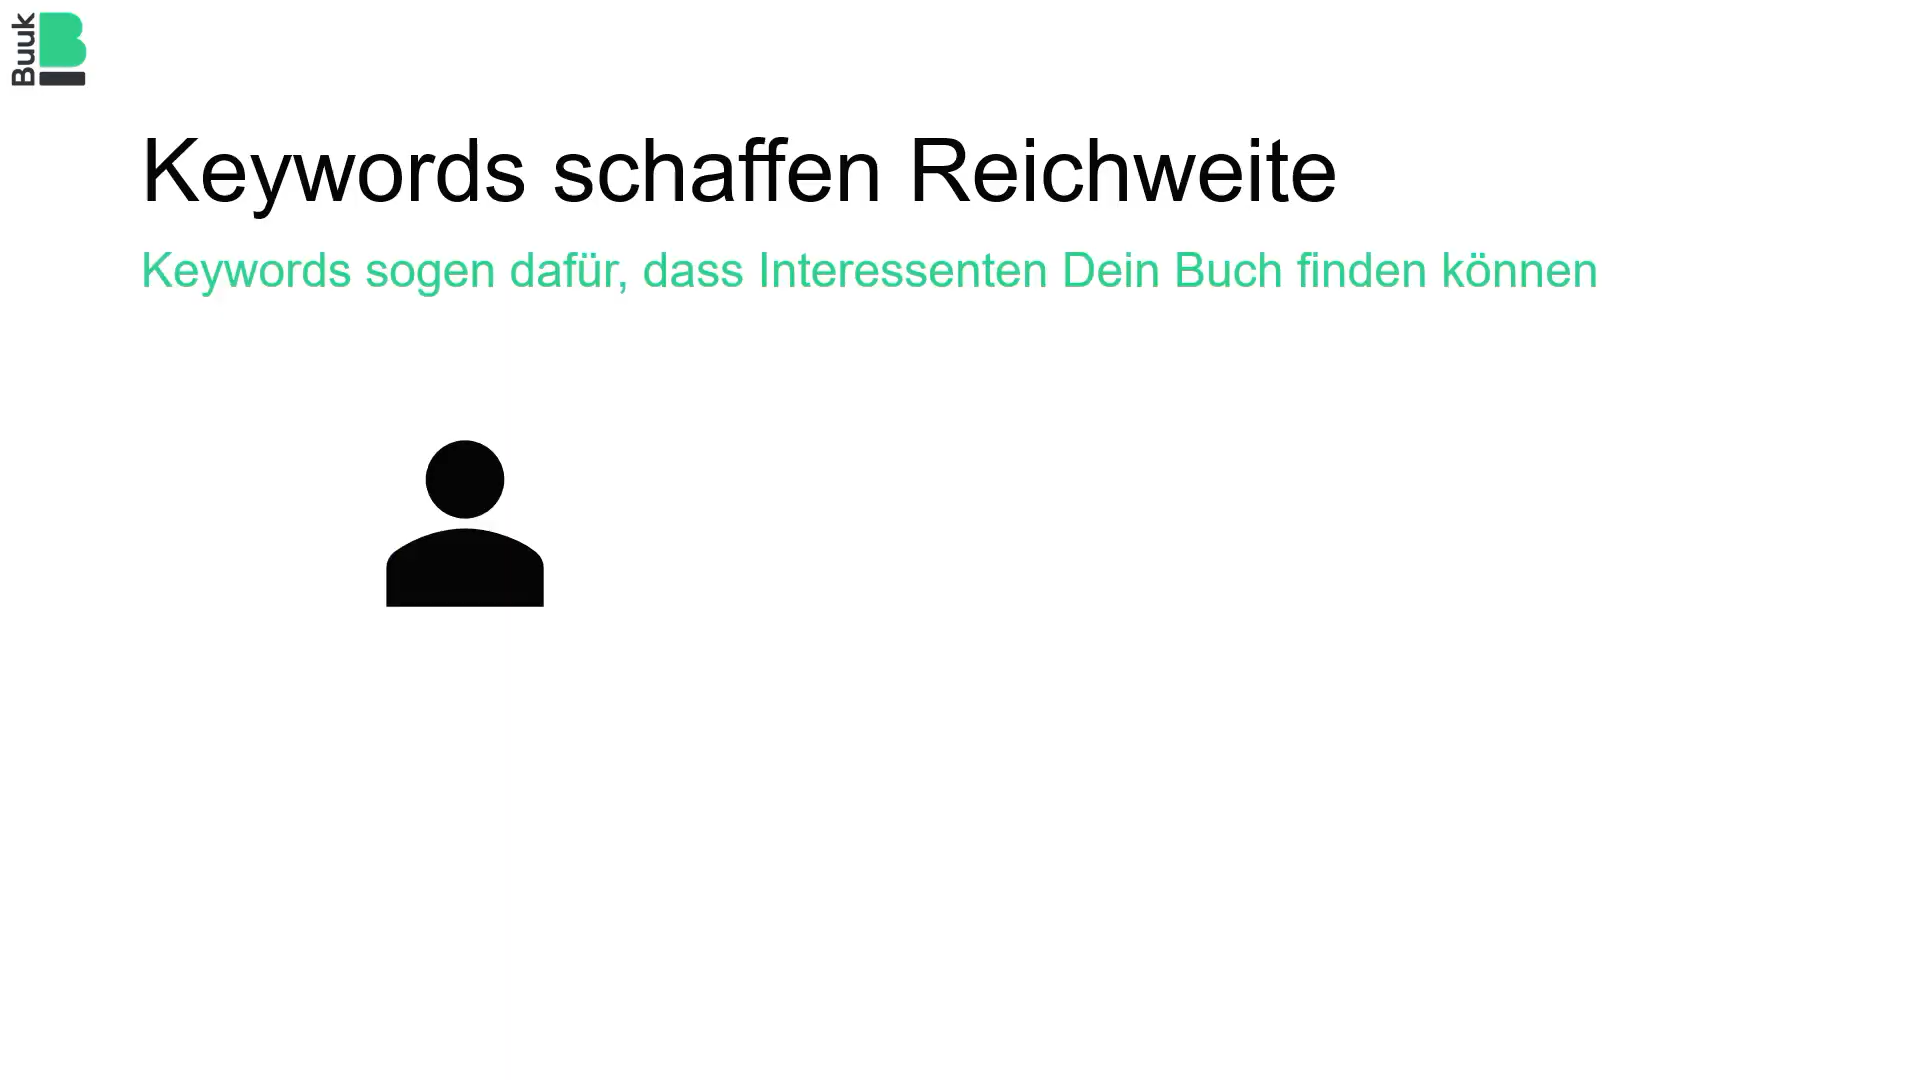 Buuk
Keywords schaffen Reichweite
Keywords sogen dafür, dass Interessenten Dein Buch finden können